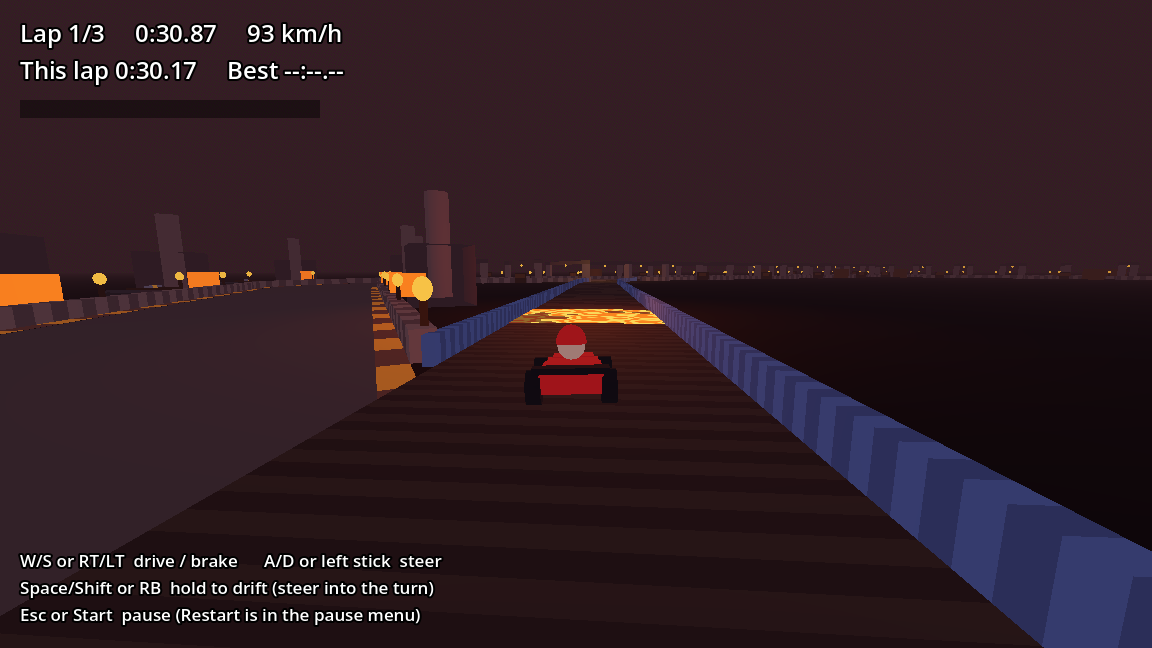 Lap 1/3 0:30.87 93 km/h
This lap 0:30.17 Best --:--.--
W/S or RT/LT drive / brake A/D or left stick steer
Space/Shift or RB hold to drift (steer into the turn)
Esc or Start pause (Restart is in the pause menu)